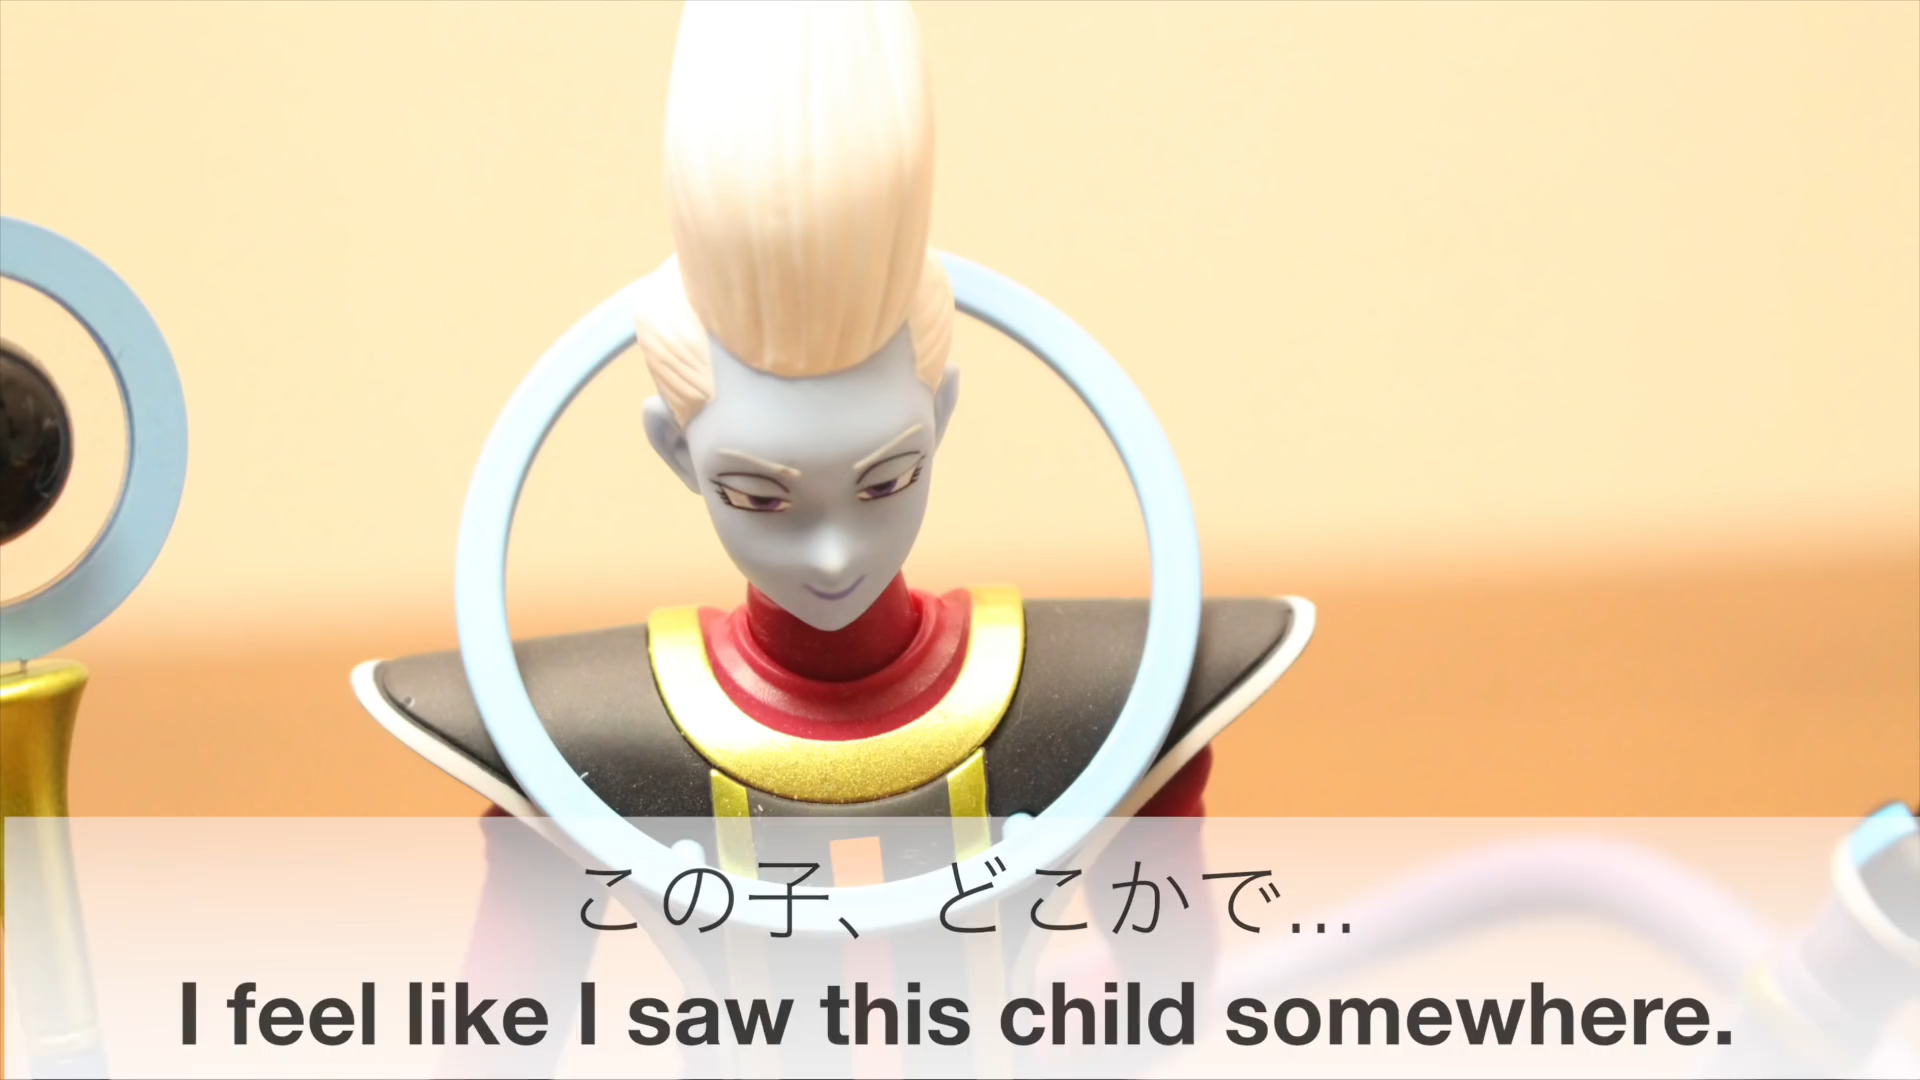 この子、どこかで...
I feel like I saw this child somewhere.